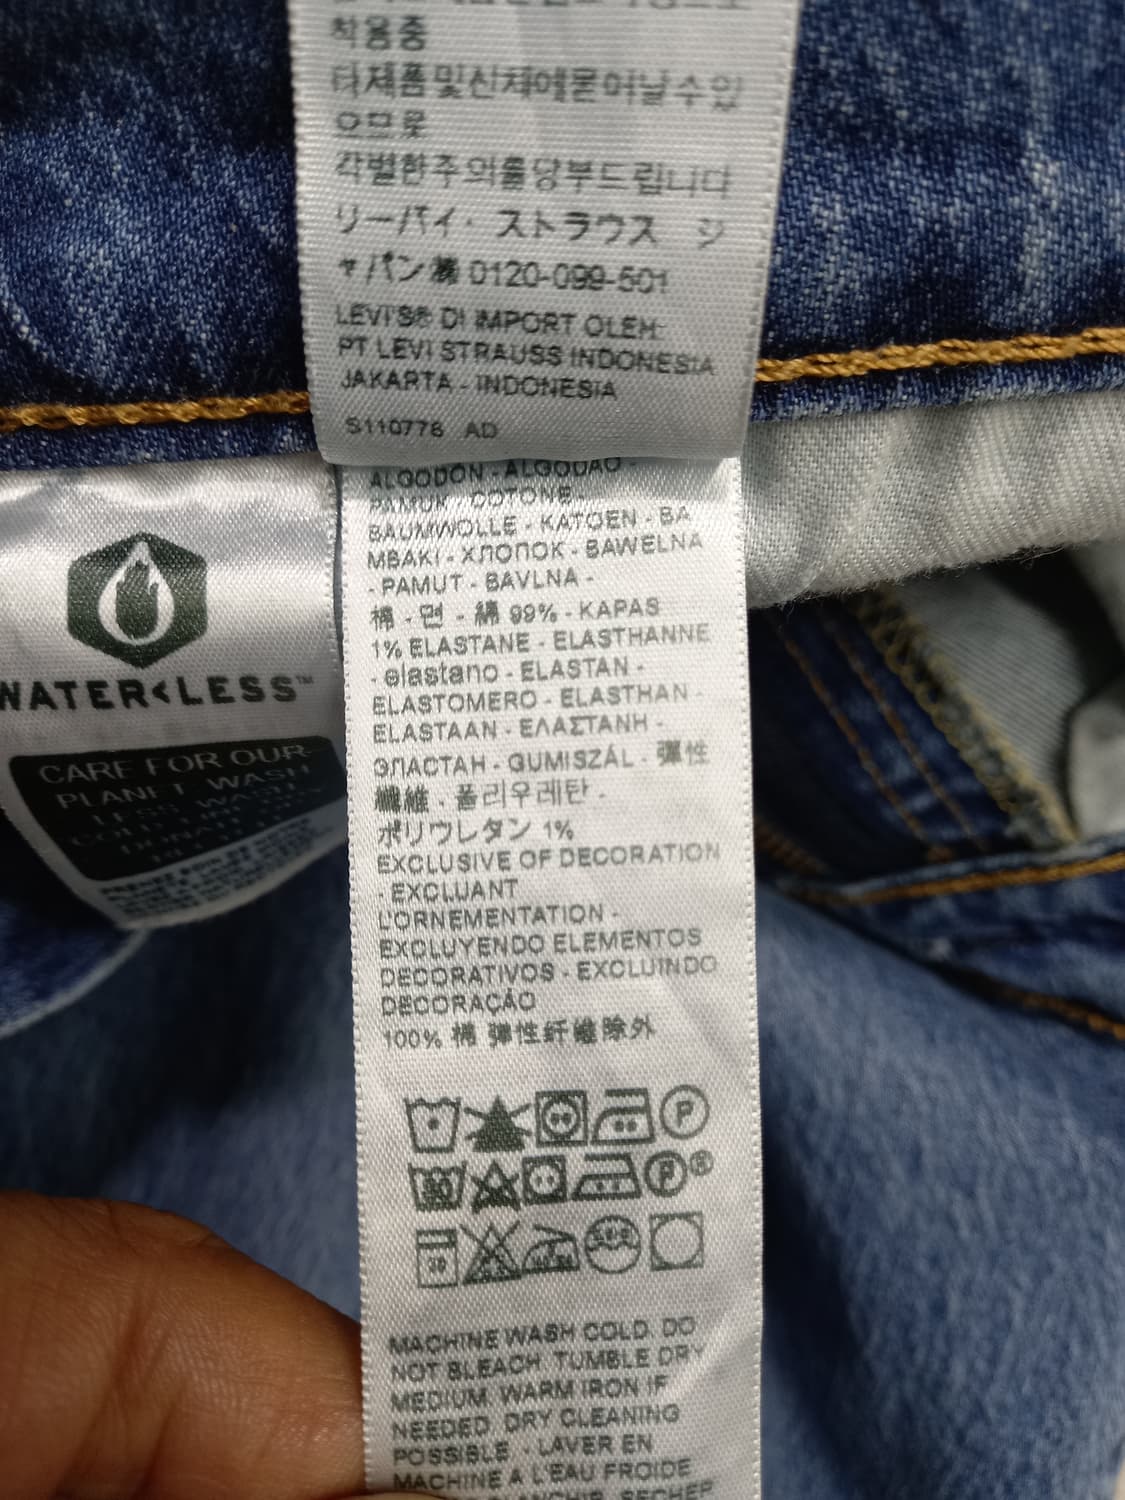 착용중
타제품및신체에묻어날수있
으므로
각별한주의를당부드립니다
リーバイ・ストラウス ジ
ャパン㈱ 0120-099-501
LEVI'S® DI IMPORT OLEH:
PT LEVI STRAUSS INDONESIA
JAKARTA - INDONESIA
S110778 AD
ALGODÓN - ALGODÃO -
PAMUK - COTONE -
BAUMWOLLE - KATOEN - BA
MBAKI - ХЛОПОК - BAWELNA
- PAMUT - BAVLNA -
棉 - 면 - 綿 99% - KAPAS
1% ELASTANE - ELASTHANNE
- elastano - ELASTAN -
ELASTOMERO - ELASTHAN -
ELASTAAN - ΕΛΑΣΤΑΝΗ -
ЭЛАСТАН - GUMISZÁL - 彈性
纖維 - 폴리우레탄 -
ポリウレタン 1%
EXCLUSIVE OF DECORATION
- EXCLUANT
L'ORNEMENTATION -
EXCLUYENDO ELEMENTOS
DECORATIVOS - EXCLUINDO
DECORAÇÃO
100% 棉 弹性纤维除外
P
P®
30
MACHINE WASH COLD. DO
NOT BLEACH. TUMBLE DRY
MEDIUM. WARM IRON IF
NEEDED. DRY CLEANING
POSSIBLE - LAVER EN
MACHINE A L'EAU FROIDE
SECHER
WATER<LESS™
CARE FOR OUR
PLANET: WASH
LESS, WASH